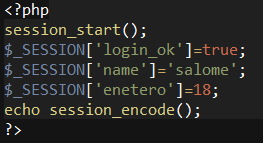 <?php
session_start();
$_SESSION['login_ok']=true;
$_SESSION['name']='salome';
$_SESSION['enetero']=18;
echo session_encode();
?>